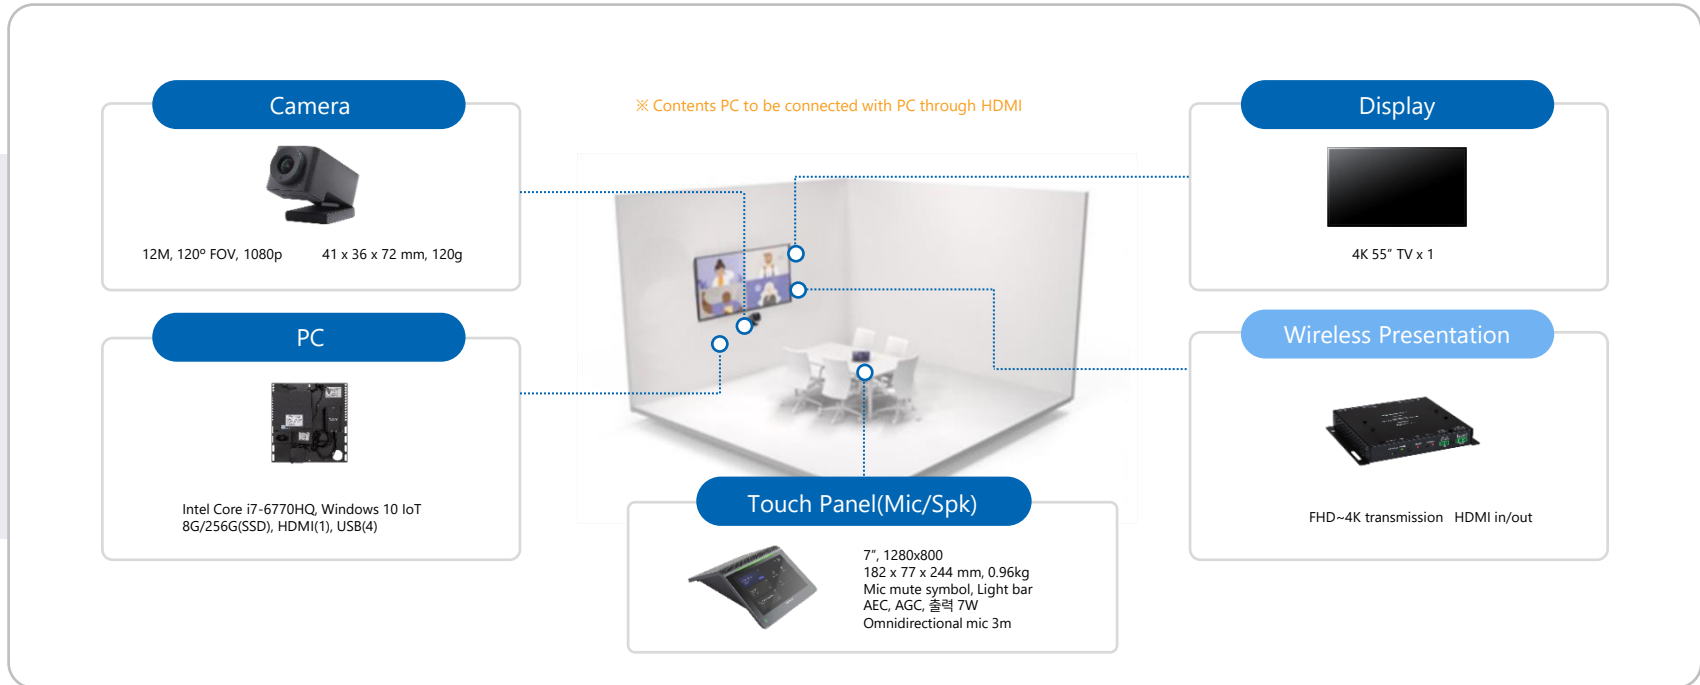 Camera
12M, 120º FOV, 1080p
41 x 36 x 72 mm, 120g
※ Contents PC to be connected with PC through HDMI
Display
4K 55” TV x 1
PC
Intel Core i7-6770HQ, Windows 10 IoT
8G/256G(SSD), HDMI(1), USB(4)
Wireless Presentation
FHD~4K transmission HDMI in/out
Touch Panel(Mic/Spk)
7”, 1280x800
182 x 77 x 244 mm, 0.96kg
Mic mute symbol, Light bar
AEC, AGC, 출력 7W
Omnidirectional mic 3m